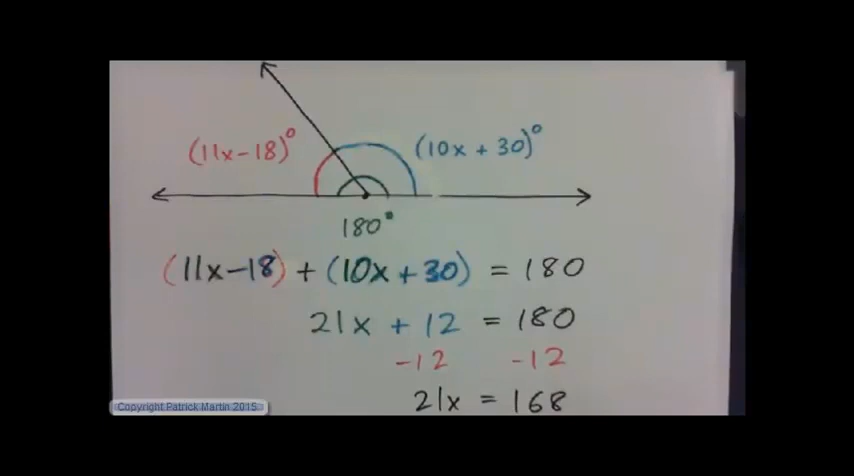 (11x-18)° (10x + 30)°
180°
(11x-18) + (10x + 30) = 180
21x + 12 = 180
-12 -12
21x = 168
Copyright Patrick Martin 2015